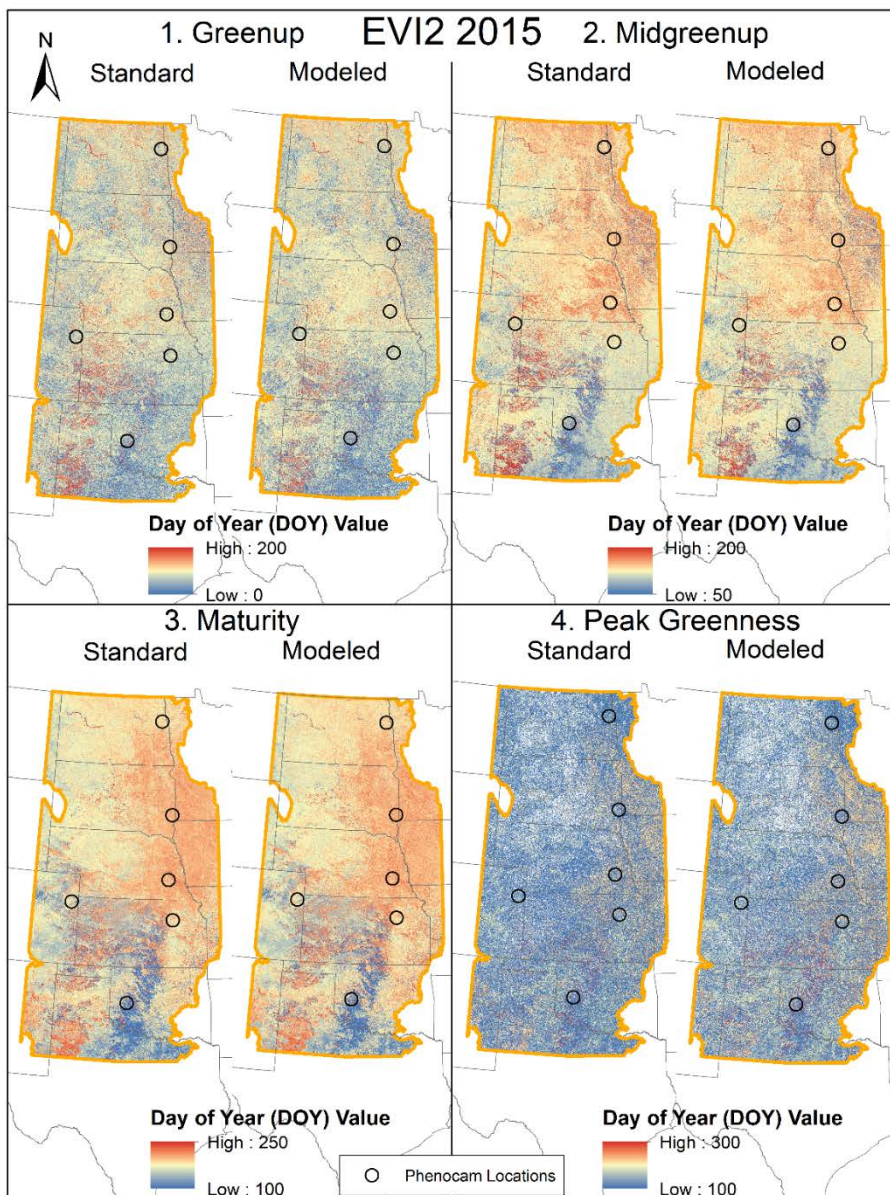 EVI2 2015
1. Greenup
2. Midgreenup
N
Standard
Modeled
Standard
Modeled
Day of Year (DOY) Value
High : 200
Low : 0
Day of Year (DOY) Value
High : 200
Low : 50
3. Maturity
4. Peak Greenness
Standard
Modeled
Standard
Modeled
Day of Year (DOY) Value
High : 250
Low : 100
Day of Year (DOY) Value
High : 300
Low : 100
Phenocam Locations